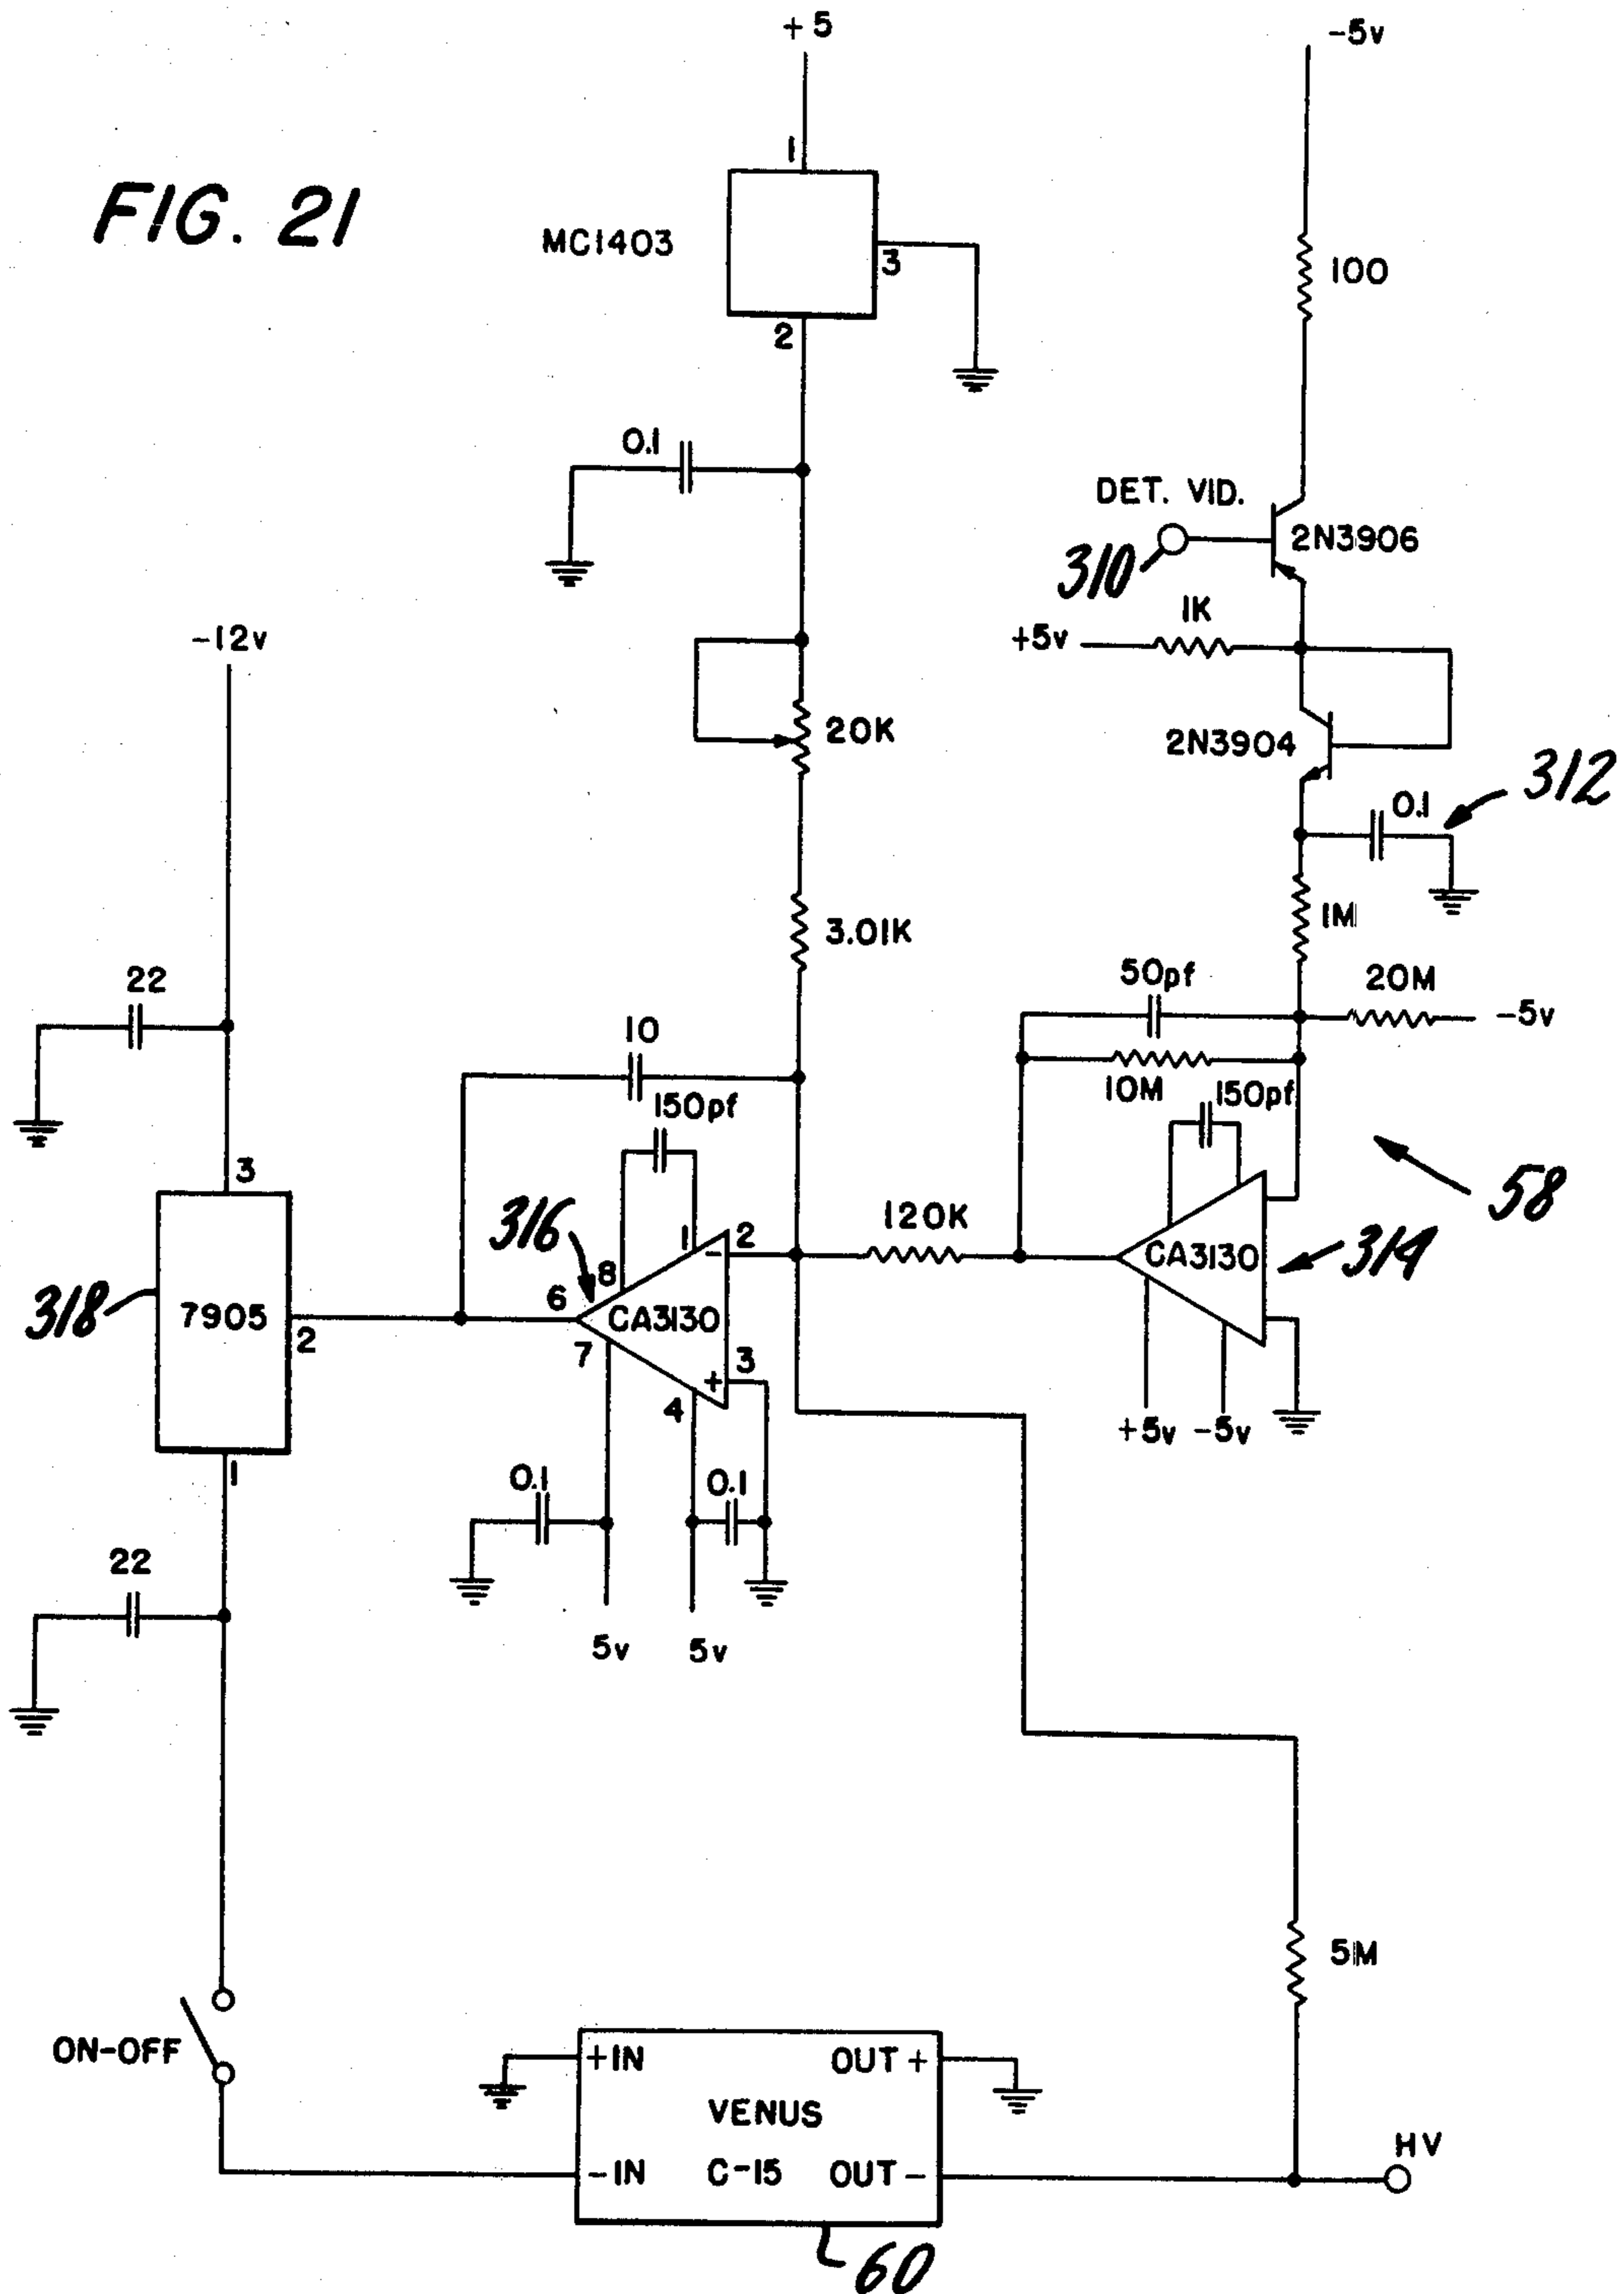 +5
-5v
FIG. 21
1
MC1403
3
2
100
0.1
DET. VID.
2N3906
310
1K
+5v
-12v
20K
2N3904
312
0.1
3.01K
1M
22
50pf
20M
-5v
10
10M
150pf
150pf
3
58
316
1
-
2
120K
CA3130
314
318
7905
2
8
6
CA3130
7
3
+
4
+5v
-5v
1
0.1
0.1
22
5v
5v
5M
ON-OFF
+IN
OUT +
VENUS
HV
-IN
C-15
OUT -
60